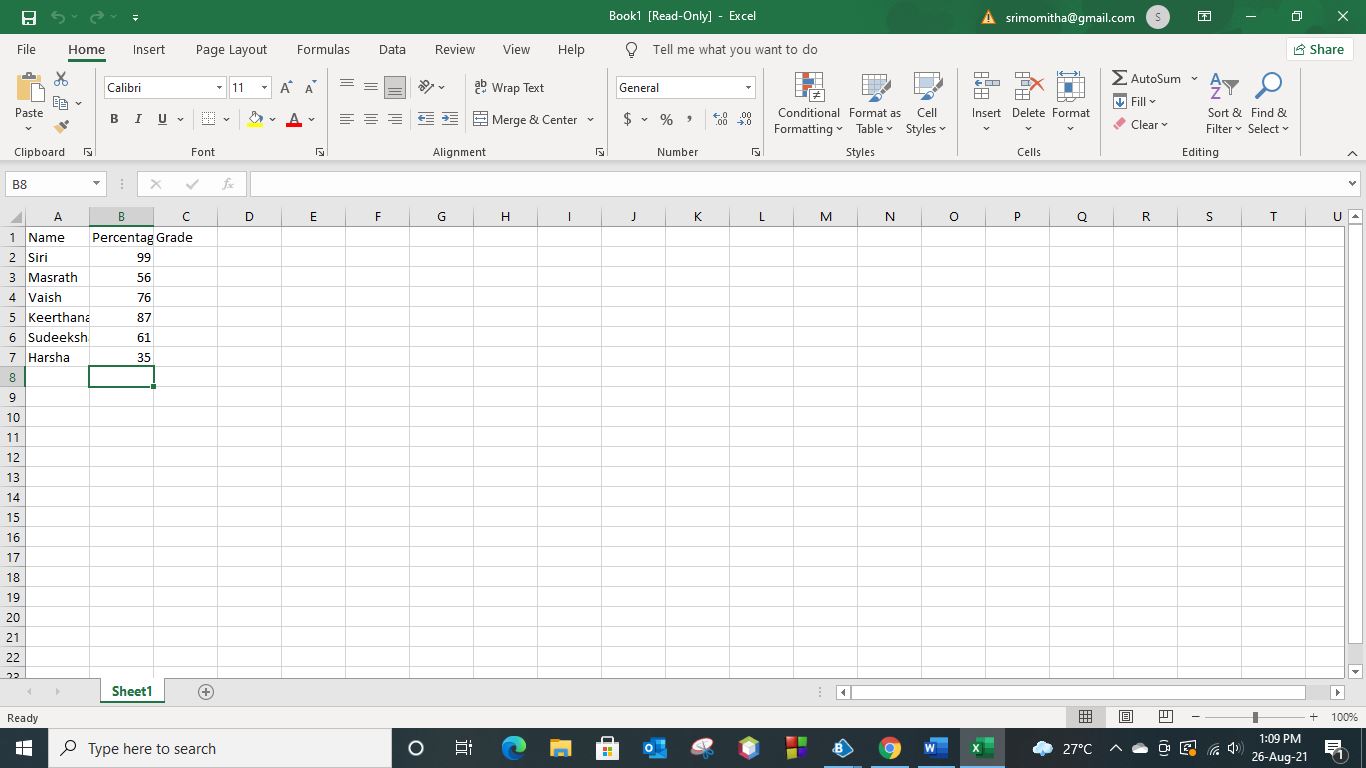 Book1 [Read-Only] - Excel
srimomitha@gmail.com S
File Home Insert Page Layout Formulas Data Review View Help Tell me what you want to do Share
Calibri 11 ab Wrap Text General AutoSum
Paste Conditional Formatting Format as Table Cell Styles Insert Delete Format Fill Sort & Filter Find & Select
B I U A Merge & Center $ % , Clear
Clipboard Font Alignment Number Styles Cells Editing
B8 fx
A B C D E F G H I J K L M N O P Q R S T U
1 Name Percentag Grade
2 Siri 99
3 Masrath 56
4 Vaish 76
5 Keerthana 87
6 Sudeeksh 61
7 Harsha 35
8
9
10
11
12
13
14
15
16
17
18
19
20
21
22
23
Sheet1
Ready 100%
Type here to search 27°C 1:09 PM
26-Aug-21 1